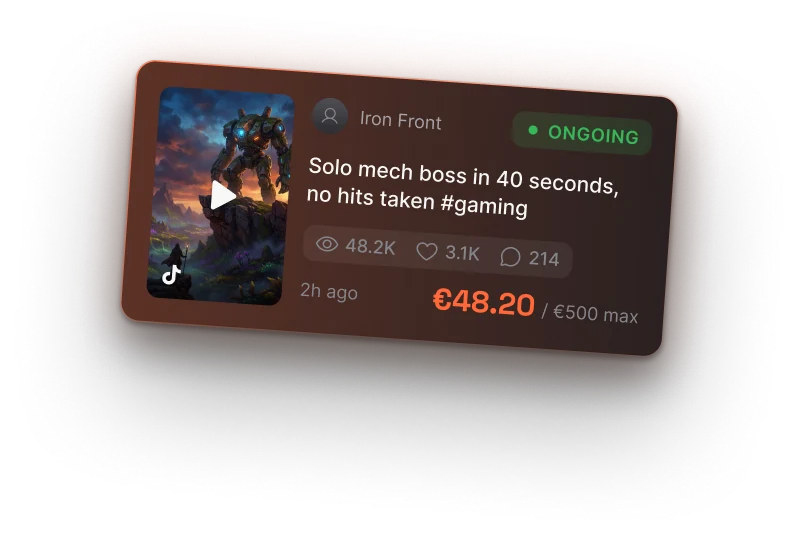 Iron Front
ONGOING
Solo mech boss in 40 seconds,
no hits taken #gaming
48.2K 3.1K 214
2h ago
€48.20 / €500 max